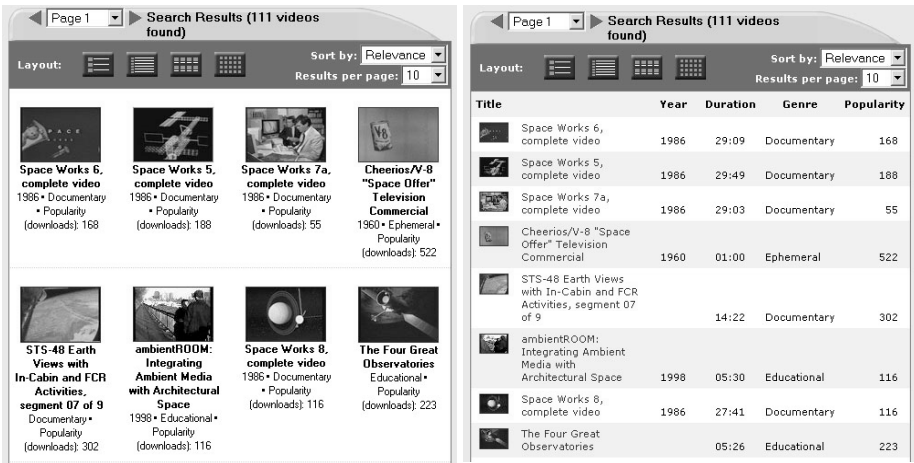 Page 1
Search Results (111 videos
found)
Layout:
Sort by: Relevance
Results per page: 10
Space Works 6,
complete video
1986 ▪ Documentary
▪ Popularity
(downloads): 168
Space Works 5,
complete video
1986 ▪ Documentary
▪ Popularity
(downloads): 188
Space Works 7a,
complete video
1986 ▪ Documentary
▪ Popularity
(downloads): 55
Cheerios/V-8
"Space Offer"
Television
Commercial
1960 ▪ Ephemeral ▪
Popularity
(downloads): 522
STS-48 Earth
Views with
In-Cabin and FCR
Activities,
segment 07 of 9
Documentary ▪
Popularity
(downloads): 302
ambientROOM:
Integrating
Ambient Media
with Architectural
Space
1998 ▪ Educational ▪
Popularity
(downloads): 116
Space Works 8,
complete video
1986 ▪ Documentary
▪ Popularity
(downloads): 116
The Four Great
Observatories
Educational ▪
Popularity
(downloads): 223
Page 1
Search Results (111 videos
found)
Layout:
Sort by: Relevance
Results per page: 10
Title Year Duration Genre Popularity
Space Works 6,
complete video 1986 29:09 Documentary 168
Space Works 5,
complete video 1986 29:49 Documentary 188
Space Works 7a,
complete video 1986 29:03 Documentary 55
Cheerios/V-8 "Space
Offer" Television
Commercial 1960 01:00 Ephemeral 522
STS-48 Earth Views
with In-Cabin and FCR
Activities, segment 07
of 9 14:22 Documentary 302
ambientROOM:
Integrating Ambient
Media with
Architectural Space 1998 05:30 Educational 116
Space Works 8,
complete video 1986 27:41 Documentary 116
The Four Great
Observatories 05:26 Educational 223